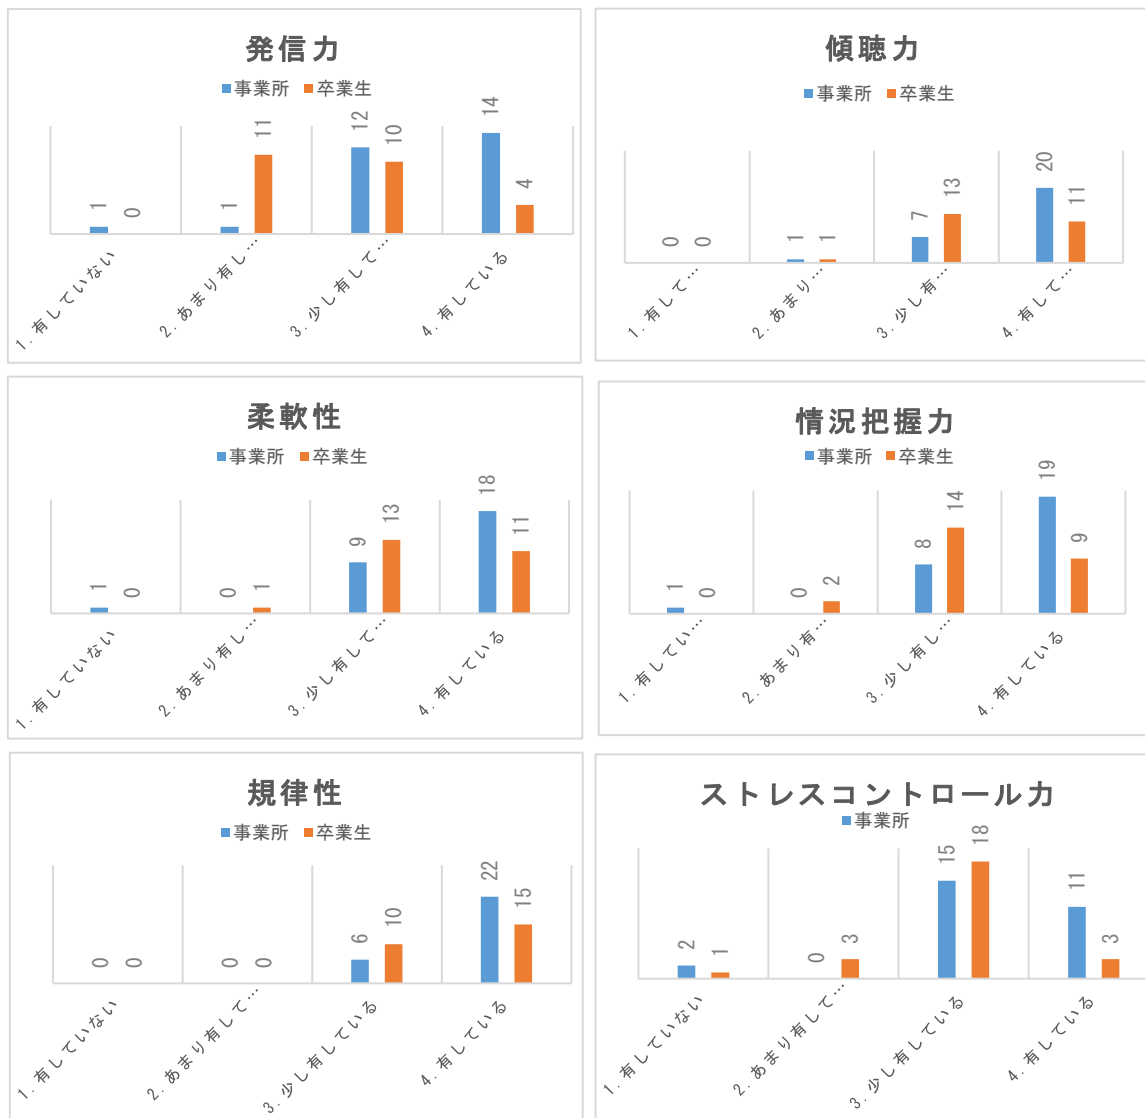 発信力
事業所 卒業生
1 0 1 11 12 10 14 4
1. 有していない
2. あまり有し…
3. 少し有して…
4. 有している
傾聴力
事業所 卒業生
0 0 1 1 7 13 20 11
1. 有して…
2. あまり…
3. 少し有…
4. 有して…
柔軟性
事業所 卒業生
1 0 0 1 9 13 18 11
1. 有していない
2. あまり有し…
3. 少し有して…
4. 有している
情況把握力
事業所 卒業生
1 0 0 2 8 14 19 9
1. 有してい…
2. あまり有…
3. 少し有し…
4. 有している
規律性
事業所 卒業生
0 0 0 0 6 10 22 15
1. 有していない
2. あまり有して…
3. 少し有している
4. 有している
ストレスコントロール力
事業所
2 1 0 3 15 18 11 3
1. 有していない
2. あまり有して…
3. 少し有している
4. 有している